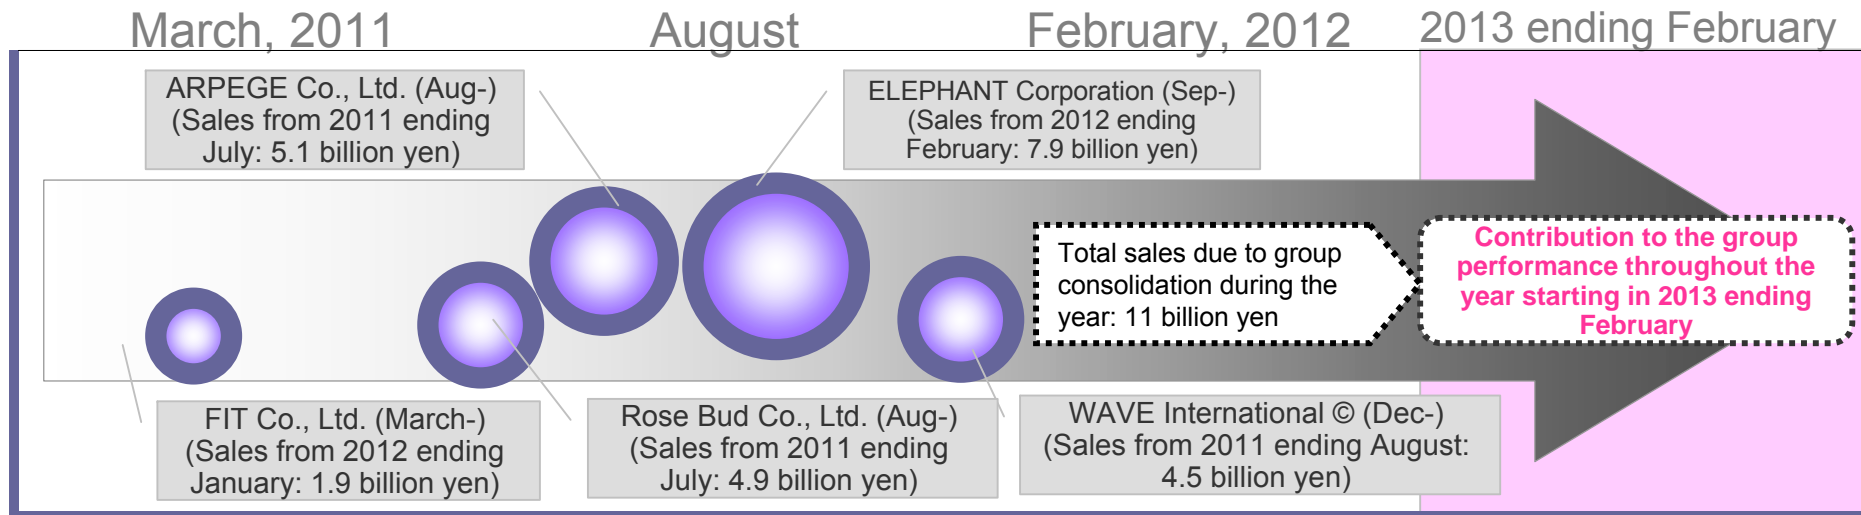 March, 2011
August
February, 2012
2013 ending February
ARPEGE Co., Ltd. (Aug-)
(Sales from 2011 ending
July: 5.1 billion yen)
ELEPHANT Corporation (Sep-)
(Sales from 2012 ending
February: 7.9 billion yen)
Total sales due to group
consolidation during the
year: 11 billion yen
Contribution to the group
performance throughout the
year starting in 2013 ending
February
FIT Co., Ltd. (March-)
(Sales from 2012 ending
January: 1.9 billion yen)
Rose Bud Co., Ltd. (Aug-)
(Sales from 2011 ending
July: 4.9 billion yen)
WAVE International © (Dec-)
(Sales from 2011 ending August:
4.5 billion yen)